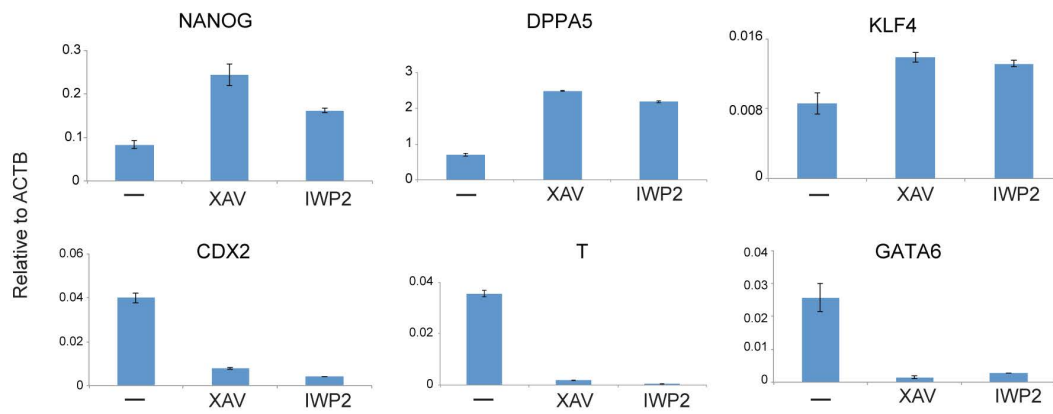 NANOG
DPPA5
KLF4
Relative to ACTB
0.3
0.2
0.1
0
— XAV IWP2
3
2
1
0
— XAV IWP2
0.016
0.008
0
— XAV IWP2
CDX2
T
GATA6
0.06
0.04
0.02
0
— XAV IWP2
0.04
0.02
0
— XAV IWP2
0.04
0.03
0.02
0.01
0
— XAV IWP2